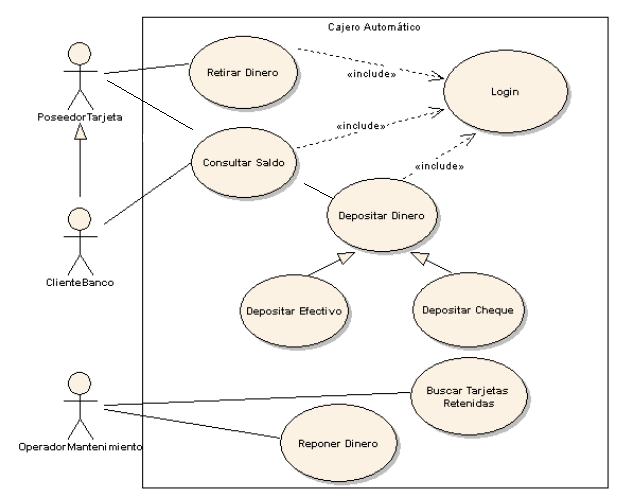 Cajero Automático
Retirar Dinero
«include»
Login
PoseedorTarjeta
«include»
Consultar Saldo
«include»
Depositar Dinero
ClienteBanco
Depositar Efectivo
Depositar Cheque
Buscar Tarjetas
Retenidas
OperadorMantenimiento
Reponer Dinero